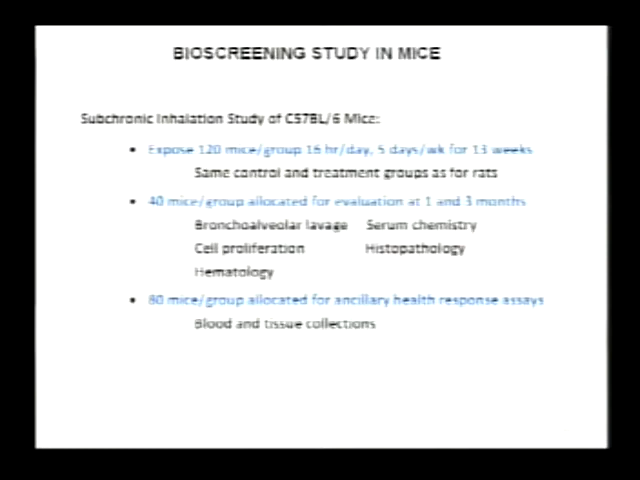 BIOSCREENING STUDY IN MICE
Subchronic Inhalation Study of C57BL/6 Mice:
• Expose 120 mice/group 16 hr/day, 5 days/wk for 13 weeks
Same control and treatment groups as for rats
• 40 mice/group allocated for evaluation at 1 and 3 months
Bronchoalveolar lavage Serum chemistry
Cell proliferation Histopathology
Hematology
• 80 mice/group allocated for ancillary health response assays
Blood and tissue collections